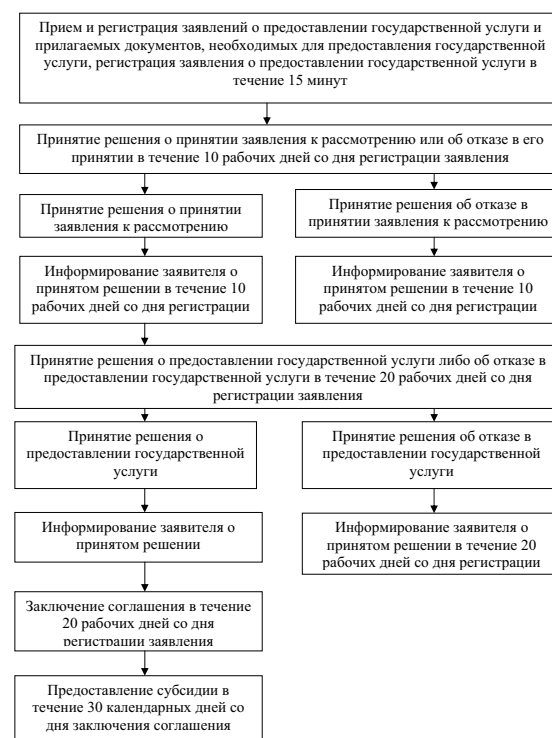 Прием и регистрация заявлений о предоставлении государственной услуги и
прилагаемых документов, необходимых для предоставления государственной
услуги, регистрация заявления о предоставлении государственной услуги в
течение 15 минут
Принятие решения о принятии заявления к рассмотрению или об отказе в его
принятии в течение 10 рабочих дней со дня регистрации заявления
Принятие решения о принятии
заявления к рассмотрению
Принятие решения об отказе в
принятии заявления к рассмотрению
Информирование заявителя о
принятом решении в течение 10
рабочих дней со дня регистрации
Информирование заявителя о
принятом решении в течение 10
рабочих дней со дня регистрации
Принятие решения о предоставлении государственной услуги либо об отказе в
предоставлении государственной услуги в течение 20 рабочих дней со дня
регистрации заявления
Принятие решения о
предоставлении государственной
услуги
Принятие решения об отказе в
предоставлении государственной
услуги
Информирование заявителя о
принятом решении
Информирование заявителя о
принятом решении в течение 20
рабочих дней со дня регистрации
Заключение соглашения в течение
20 рабочих дней со дня
регистрации заявления
Предоставление субсидии в
течение 30 календарных дней со
дня заключения соглашения